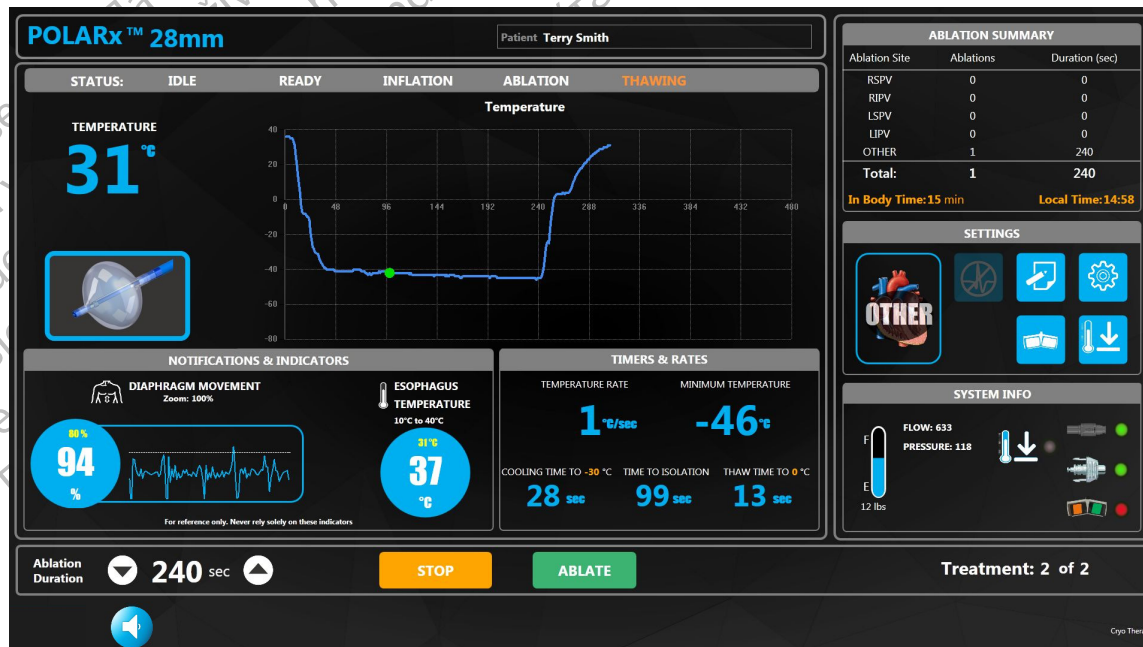 POLARx™ 28mm
Patient Terry Smith
STATUS: IDLE READY INFLATION ABLATION THAWING
TEMPERATURE
31 °C
Temperature
40
20
0
-20
-40
-60
-80
0 48 96 144 192 240 288 336 384 432 480
NOTIFICATIONS & INDICATORS
DIAPHRAGM MOVEMENT
Zoom: 100%
80 %
94
%
ESOPHAGUS
TEMPERATURE
10°C to 40°C
31 °C
37
°C
For reference only. Never rely solely on these indicators
TIMERS & RATES
TEMPERATURE RATE MINIMUM TEMPERATURE
1 °C/sec -46 °C
COOLING TIME TO -30 °C TIME TO ISOLATION THAW TIME TO 0 °C
28 sec 99 sec 13 sec
ABLATION SUMMARY
Ablation Site Ablations Duration (sec)
RSPV 0 0
RIPV 0 0
LSPV 0 0
LIPV 0 0
OTHER 1 240
Total: 1 240
In Body Time:15 min Local Time:14:58
SETTINGS
OTHER
SYSTEM INFO
F
E
12 lbs
FLOW: 633
PRESSURE: 118
Ablation
Duration
240 sec
STOP
ABLATE
Treatment: 2 of 2
Cryo Ther